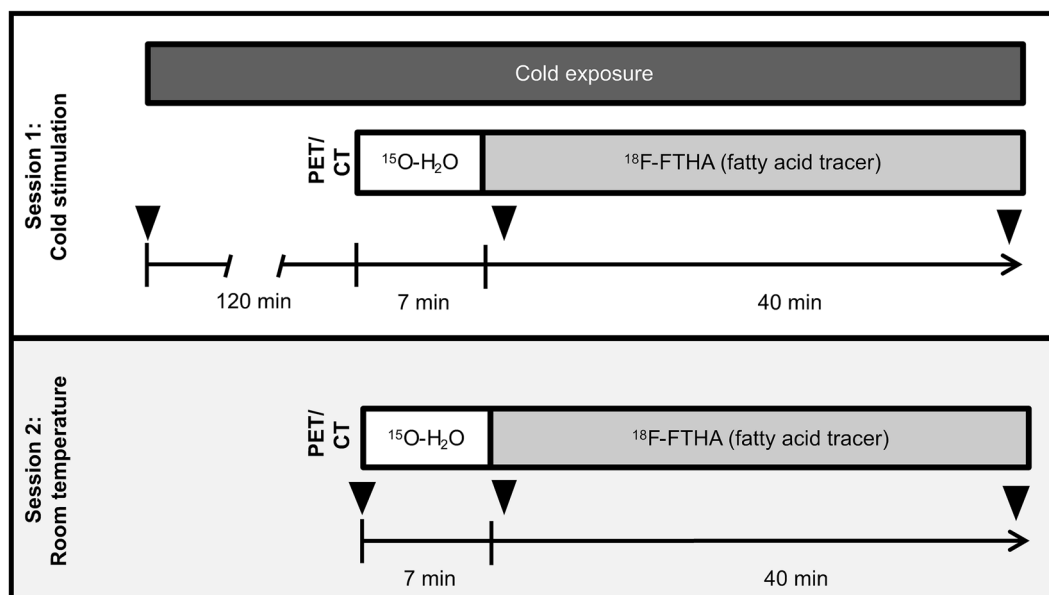 Session 1:
Cold stimulation
Cold exposure
PET/
CT
¹⁵O-H₂O
¹⁸F-FTHA (fatty acid tracer)
120 min
7 min
40 min
Session 2:
Room temperature
PET/
CT
¹⁵O-H₂O
¹⁸F-FTHA (fatty acid tracer)
7 min
40 min